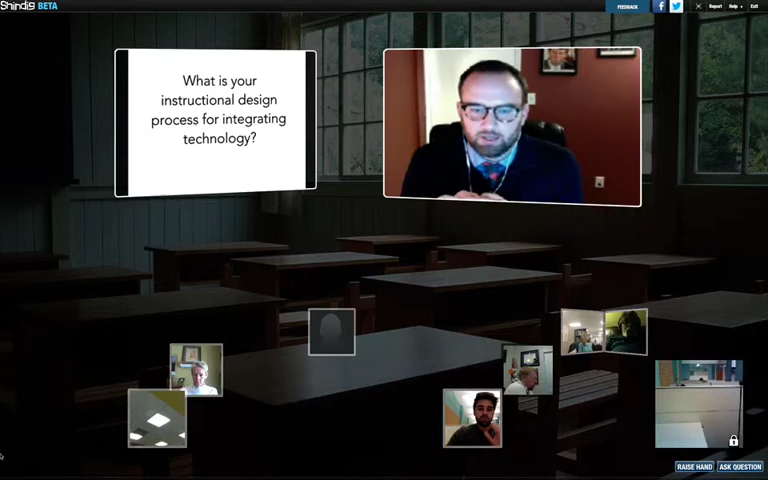 Shindig BETA
FEEDBACK
Report
Help
Exit
What is your
instructional design
process for integrating
technology?
RAISE HAND
ASK QUESTION